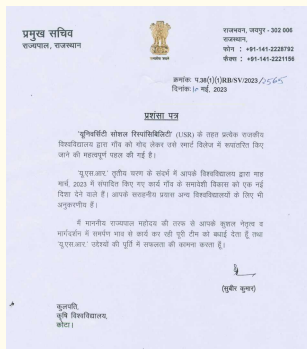 प्रमुख सचिव
राज्यपाल, राजस्थान
राजभवन, जयपुर - 302 006
राजस्थान,
फोन : +91-141-2228792
फैक्स : +91-141-2221156
क्रमांकः प.38(1)(1)RB/SV/2023/3565
दिनांकः 10 मई, 2023
प्रशंसा पत्र
'यूनिवर्सिटी सोशल रिस्पांसिबिलिटी' (USR) के तहत प्रत्येक राजकीय
विश्वविद्यालय द्वारा गाँव को गोद लेकर उसे स्मार्ट विलेज में रूपांतरित किए
जाने की महत्वपूर्ण पहल की गई है।
'यू.एस.आर.' तृतीय चरण के संदर्भ में आपके विश्वविद्यालय द्वारा माह
मार्च, 2023 में संपादित किए गए कार्य गाँव के समावेशी विकास को एक नई
दिशा देने वाले हैं। आपके सराहनीय प्रयास अन्य विश्वविद्यालयों के लिए भी
अनुकरणीय हैं।
मैं माननीय राज्यपाल महोदय की तरफ से आपके कुशल नेतृत्व व
मार्गदर्शन में समर्पण भाव से कार्य कर रही पूरी टीम को बधाई देता हूँ तथा
'यू.एस.आर.' उद्देश्यों की पूर्ति में सफलता की कामना करता हूँ।
(सुबीर कुमार)
कुलपति,
कृषि विश्वविद्यालय,
कोटा।